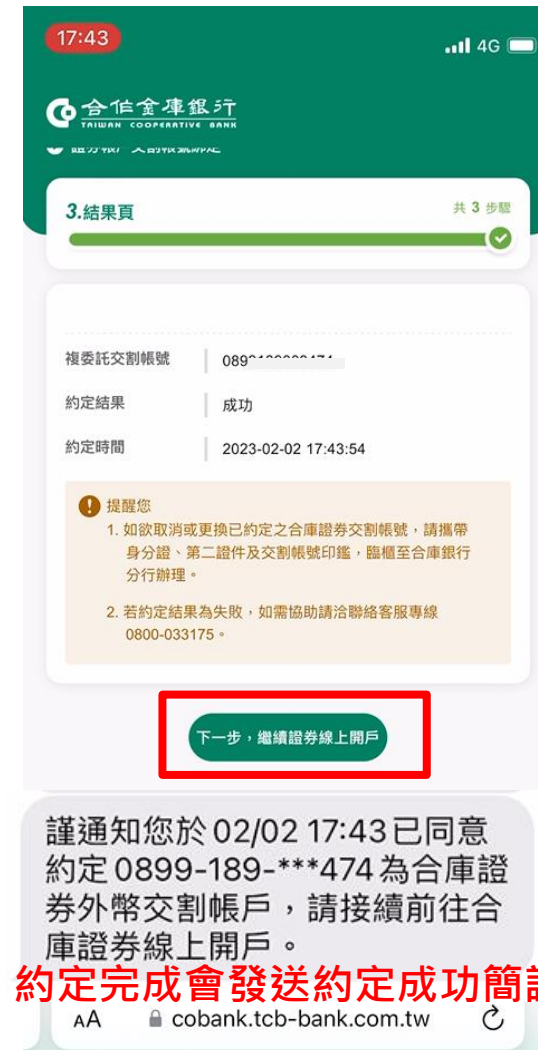 17:43
4G
合作金庫銀行
TAIWAN COOPERATIVE BANK
3.結果頁
共 3 步驟
複委託交割帳號
約定結果
成功
約定時間
2023-02-02 17:43:54
提醒您
1. 如欲取消或更換已約定之合庫證券交割帳號，請攜帶
身分證、第二證件及交割帳號印鑑，臨櫃至合庫銀行
分行辦理。
2. 若約定結果為失敗，如需協助請洽聯絡客服專線
0800-033175。
下一步，繼續證券線上開戶
謹通知您於 02/02 17:43 已同意
約定 0899-189-***474 為合庫證
券外幣交割帳戶，請接續前往合
庫證券線上開戶。
約定完成會發送約定成功簡
AA cobank.tcb-bank.com.tw